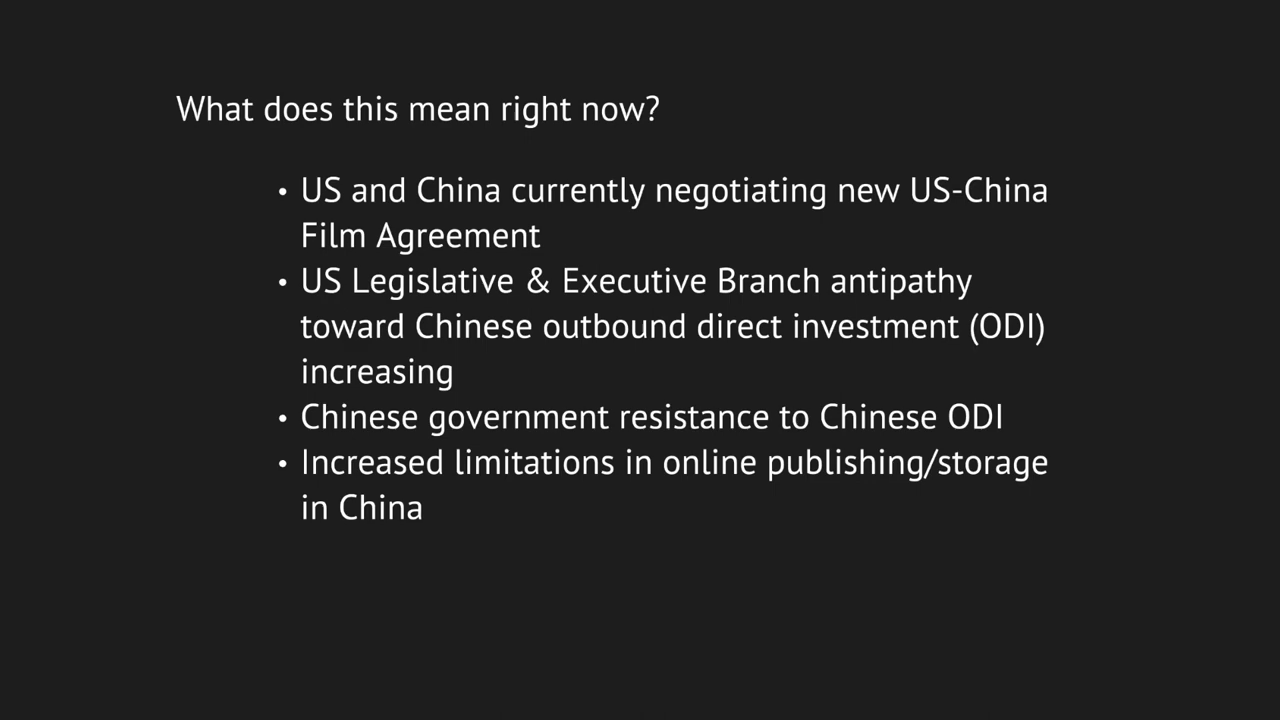 What does this mean right now?
• US and China currently negotiating new US-China
Film Agreement
• US Legislative & Executive Branch antipathy
toward Chinese outbound direct investment (ODI)
increasing
• Chinese government resistance to Chinese ODI
• Increased limitations in online publishing/storage
in China